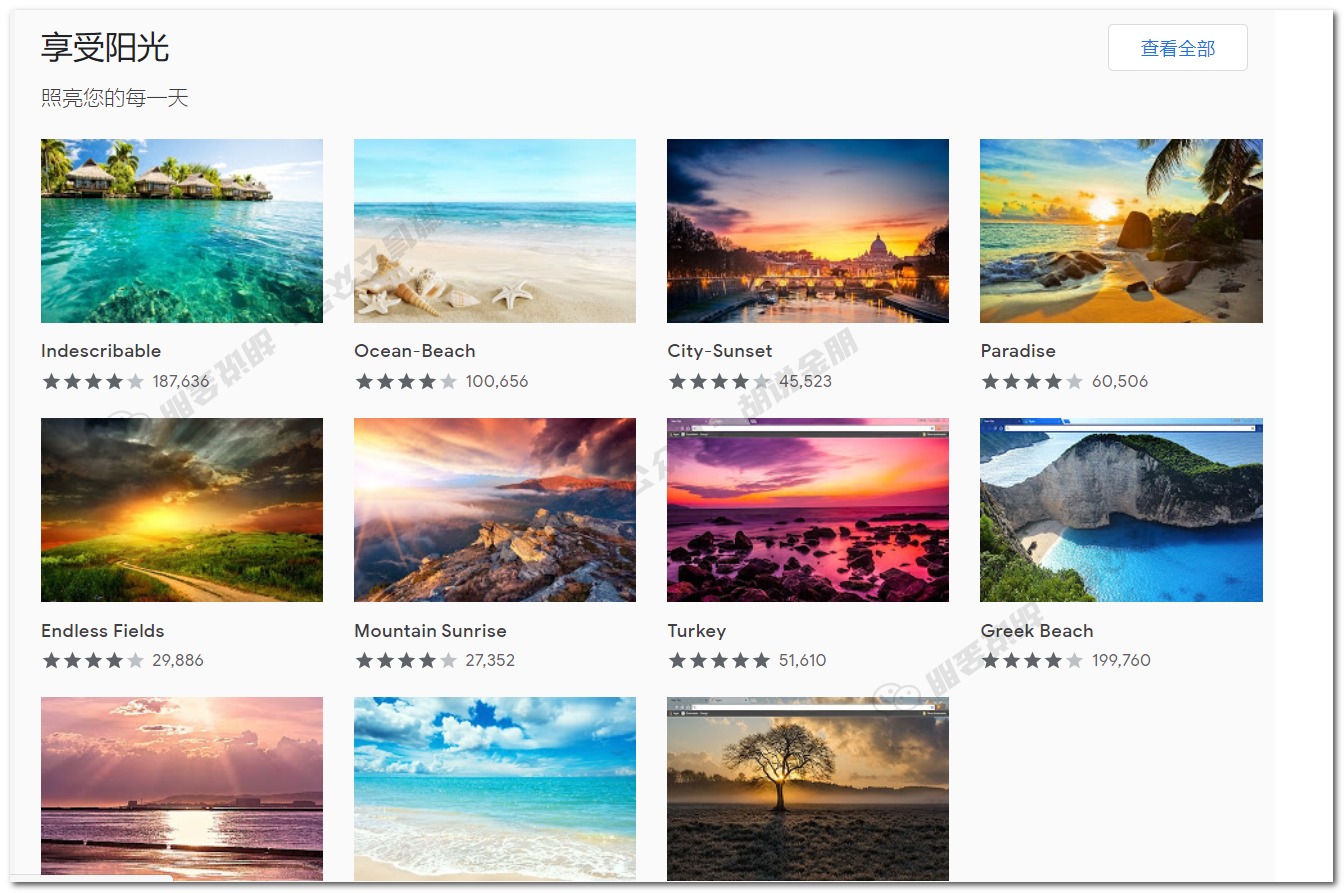 享受阳光
查看全部
照亮您的每一天
Indescribable
187,636
Ocean-Beach
100,656
City-Sunset
45,523
Paradise
60,506
Endless Fields
29,886
Mountain Sunrise
27,352
Turkey
51,610
Greek Beach
199,760